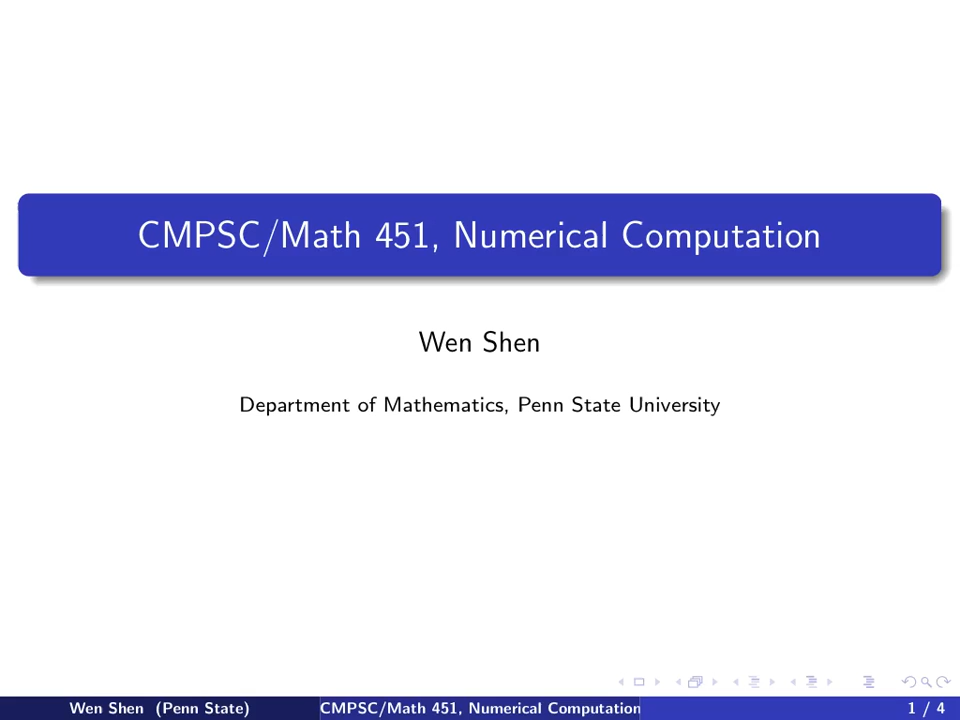 CMPSC/Math 451, Numerical Computation
Wen Shen
Department of Mathematics, Penn State University
Wen Shen (Penn State)
CMPSC/Math 451, Numerical Computation
1 / 4